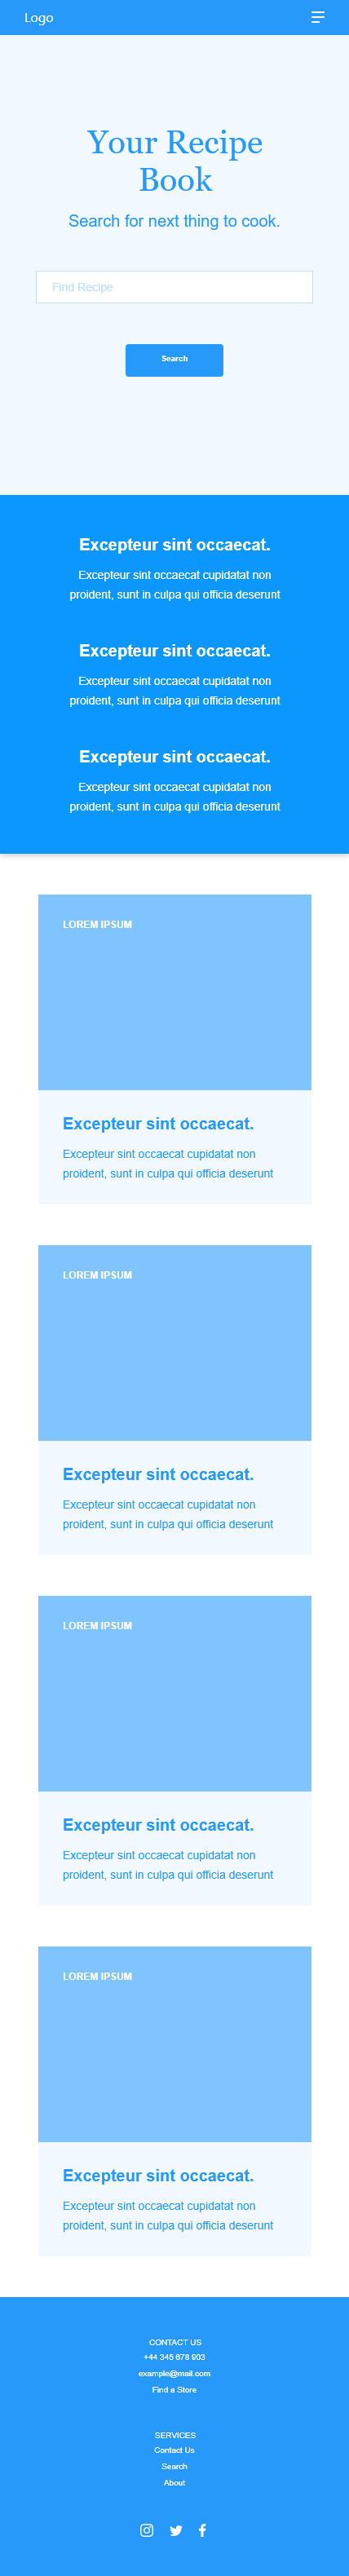 Logo
Your Recipe
Book
Search for next thing to cook.
Find Recipe
Search
Excepteur sint occaecat.
Excepteur sint occaecat cupidatat non
proident, sunt in culpa qui officia deserunt
Excepteur sint occaecat.
Excepteur sint occaecat cupidatat non
proident, sunt in culpa qui officia deserunt
Excepteur sint occaecat.
Excepteur sint occaecat cupidatat non
proident, sunt in culpa qui officia deserunt
LOREM IPSUM
Excepteur sint occaecat.
Excepteur sint occaecat cupidatat non
proident, sunt in culpa qui officia deserunt
LOREM IPSUM
Excepteur sint occaecat.
Excepteur sint occaecat cupidatat non
proident, sunt in culpa qui officia deserunt
LOREM IPSUM
Excepteur sint occaecat.
Excepteur sint occaecat cupidatat non
proident, sunt in culpa qui officia deserunt
LOREM IPSUM
Excepteur sint occaecat.
Excepteur sint occaecat cupidatat non
proident, sunt in culpa qui officia deserunt
CONTACT US
+44 345 678 903
example@mail.com
Find a Store
SERVICES
Contact Us
Search
About